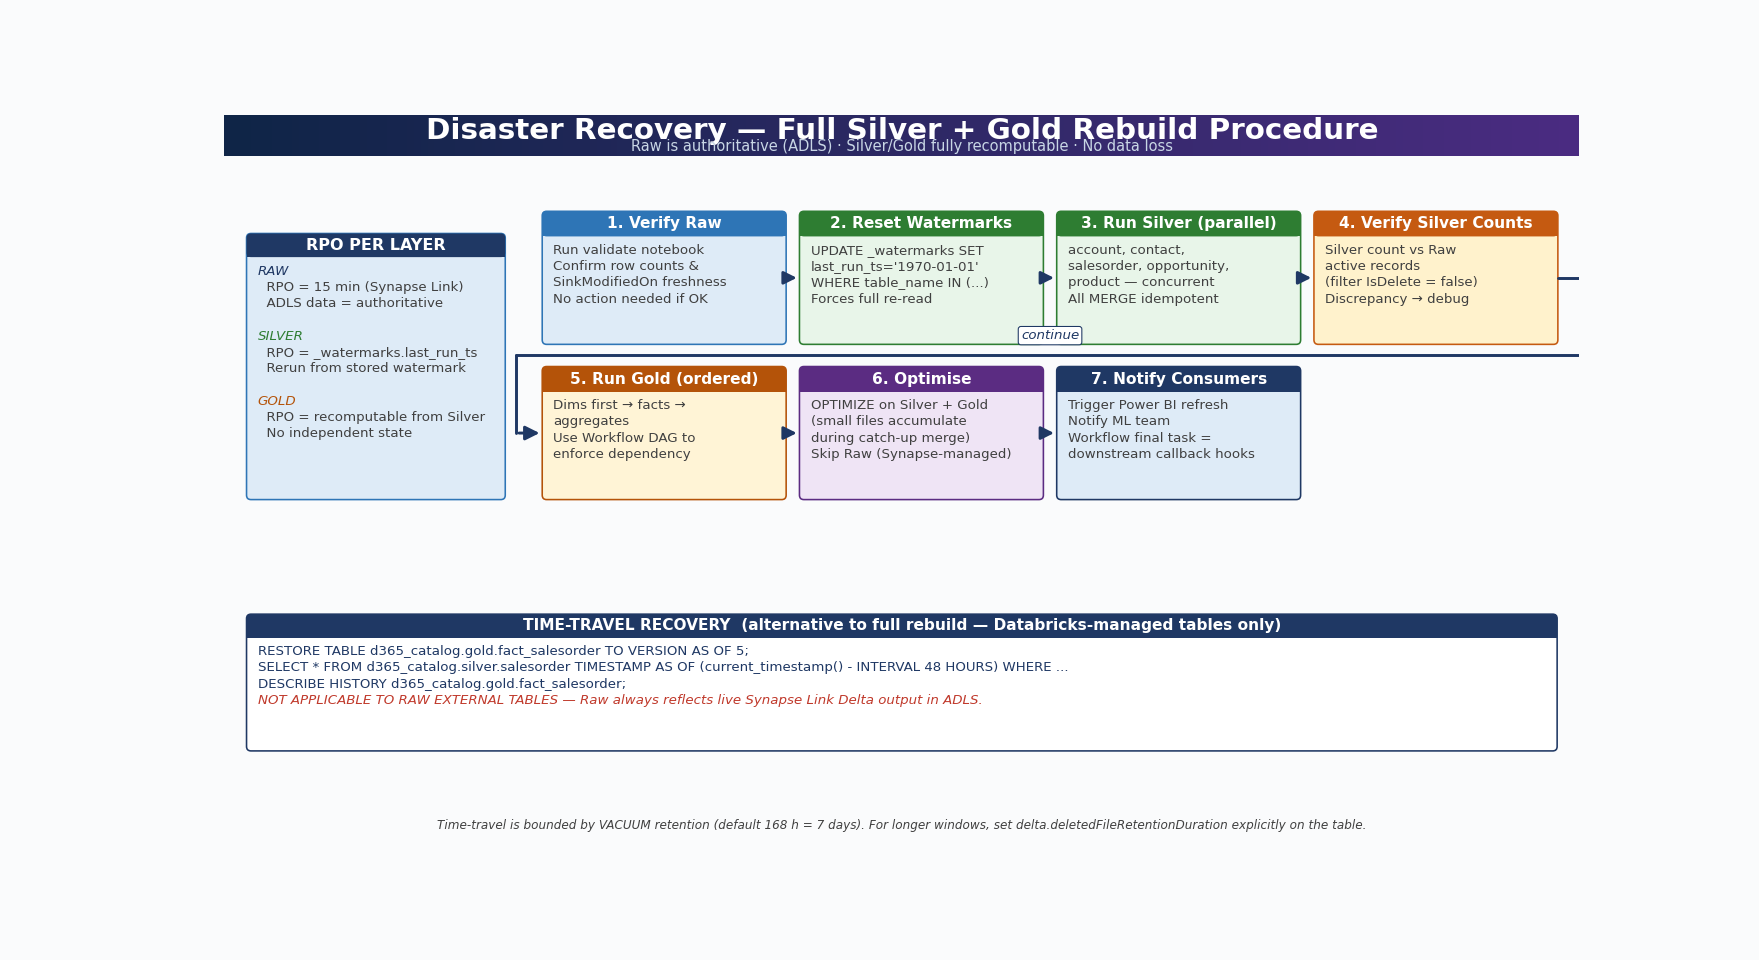 Disaster Recovery — Full Silver + Gold Rebuild Procedure
Raw is authoritative (ADLS) · Silver/Gold fully recomputable · No data loss
RPO PER LAYER
RAW
RPO = 15 min (Synapse Link)
ADLS data = authoritative
SILVER
RPO = _watermarks.last_run_ts
Rerun from stored watermark
GOLD
RPO = recomputable from Silver
No independent state
1. Verify Raw
Run validate notebook
Confirm row counts &
SinkModifiedOn freshness
No action needed if OK
2. Reset Watermarks
UPDATE _watermarks SET
last_run_ts='1970-01-01'
WHERE table_name IN (...)
Forces full re-read
3. Run Silver (parallel)
account, contact,
salesorder, opportunity,
product — concurrent
All MERGE idempotent
4. Verify Silver Counts
Silver count vs Raw
active records
(filter IsDelete = false)
Discrepancy → debug
continue
5. Run Gold (ordered)
Dims first → facts →
aggregates
Use Workflow DAG to
enforce dependency
6. Optimise
OPTIMIZE on Silver + Gold
(small files accumulate
during catch-up merge)
Skip Raw (Synapse-managed)
7. Notify Consumers
Trigger Power BI refresh
Notify ML team
Workflow final task =
downstream callback hooks
TIME-TRAVEL RECOVERY (alternative to full rebuild — Databricks-managed tables only)
RESTORE TABLE d365_catalog.gold.fact_salesorder TO VERSION AS OF 5;
SELECT * FROM d365_catalog.silver.salesorder TIMESTAMP AS OF (current_timestamp() - INTERVAL 48 HOURS) WHERE ...
DESCRIBE HISTORY d365_catalog.gold.fact_salesorder;
NOT APPLICABLE TO RAW EXTERNAL TABLES — Raw always reflects live Synapse Link Delta output in ADLS.
Time-travel is bounded by VACUUM retention (default 168 h = 7 days). For longer windows, set delta.deletedFileRetentionDuration explicitly on the table.